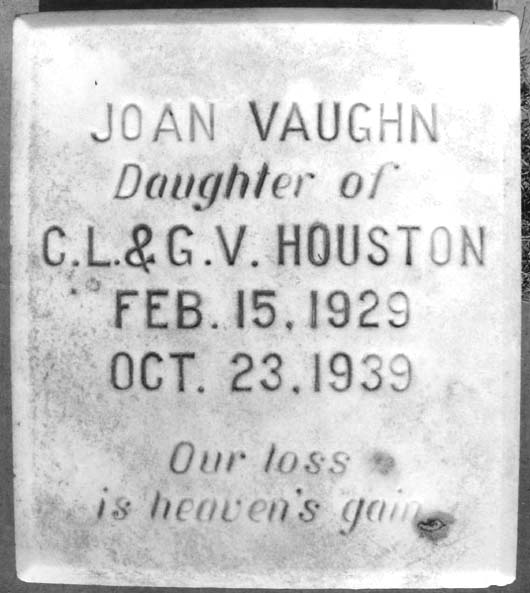 JOAN VAUGHN
Daughter of
C.L.&G.V. HOUSTON
FEB. 15, 1929
OCT. 23, 1939
Our loss
is heaven's gain